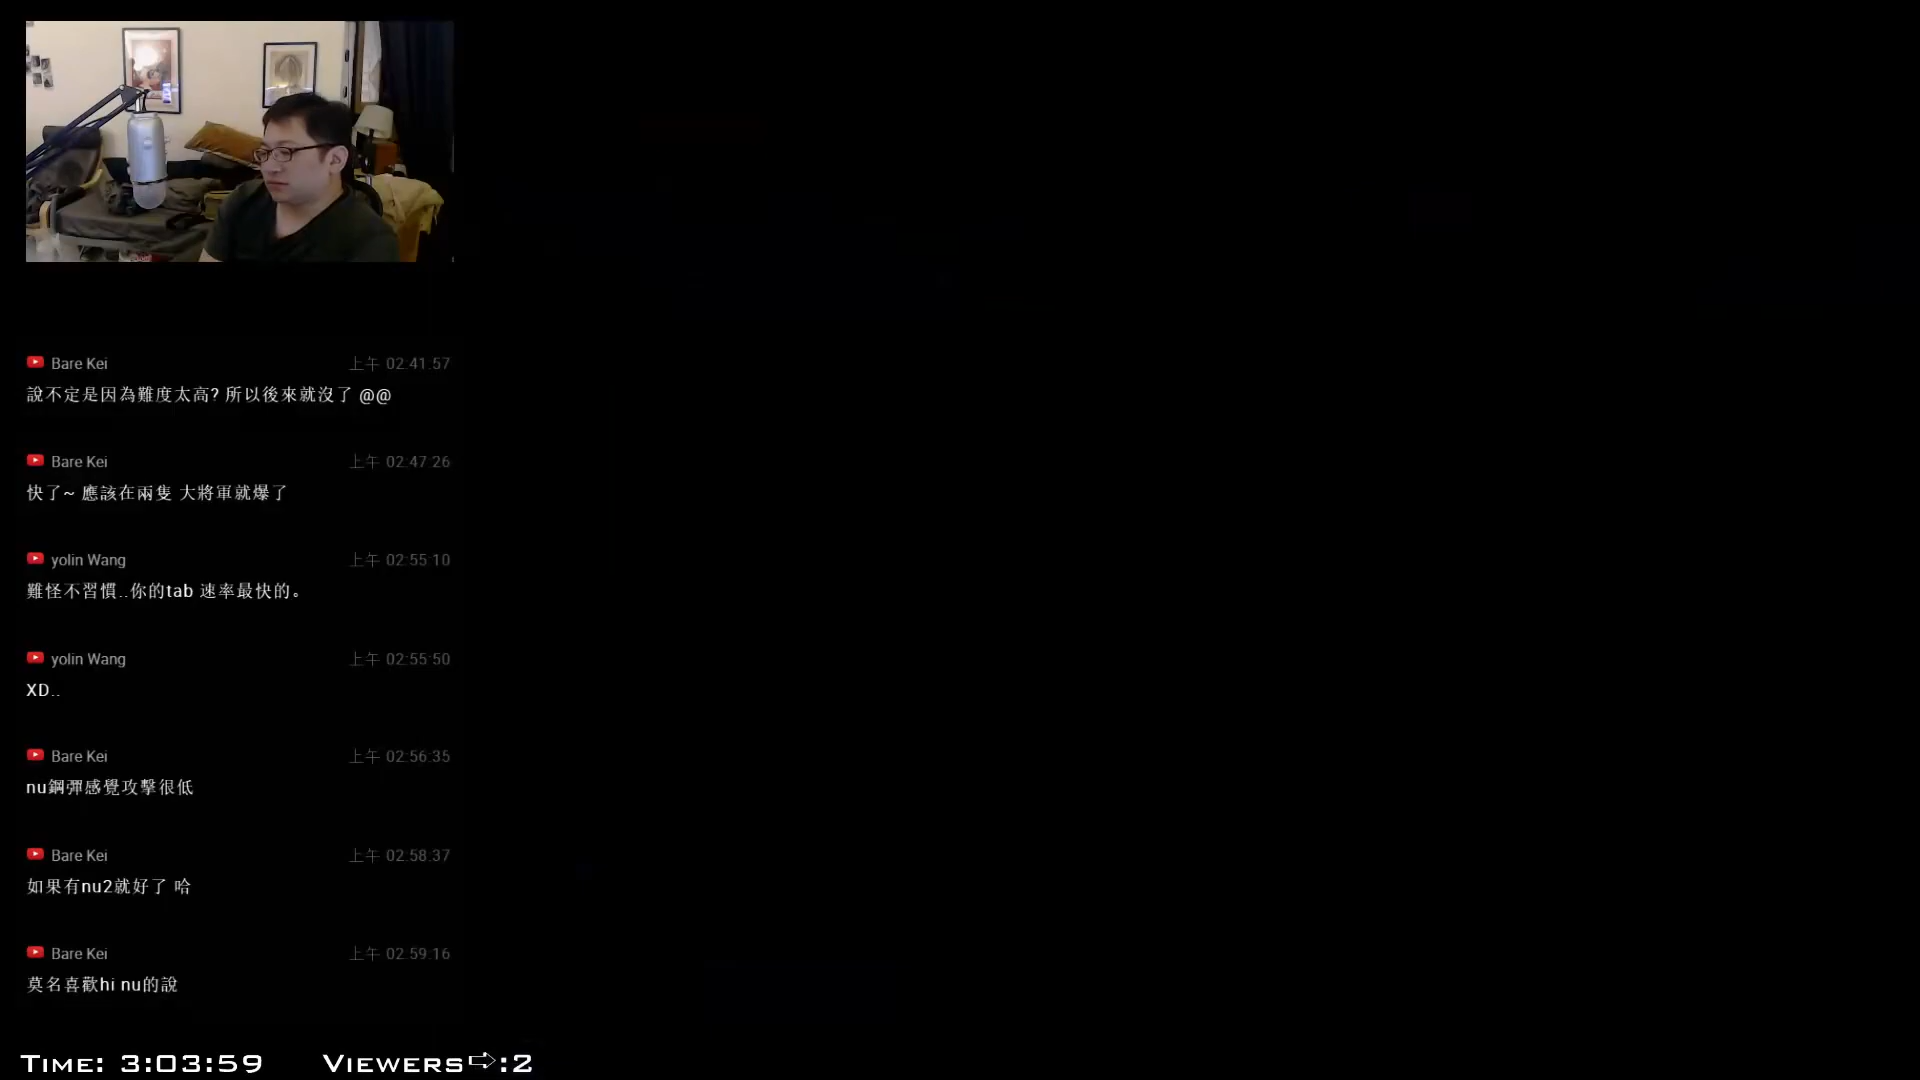 Bare Kei 上午 02:41:57
說不定是因為難度太高? 所以後來就沒了 @@
Bare Kei 上午 02:47:26
快了~ 應該在兩隻 大將軍就爆了
yolin Wang 上午 02:55:10
難怪不習慣..你的tab 速率最快的。
yolin Wang 上午 02:55:50
XD..
Bare Kei 上午 02:56:35
nu鋼彈感覺攻擊很低
Bare Kei 上午 02:58:37
如果有nu2就好了 哈
Bare Kei 上午 02:59:16
莫名喜歡hi nu的說
Time: 3:03:59 Viewers⇨:2